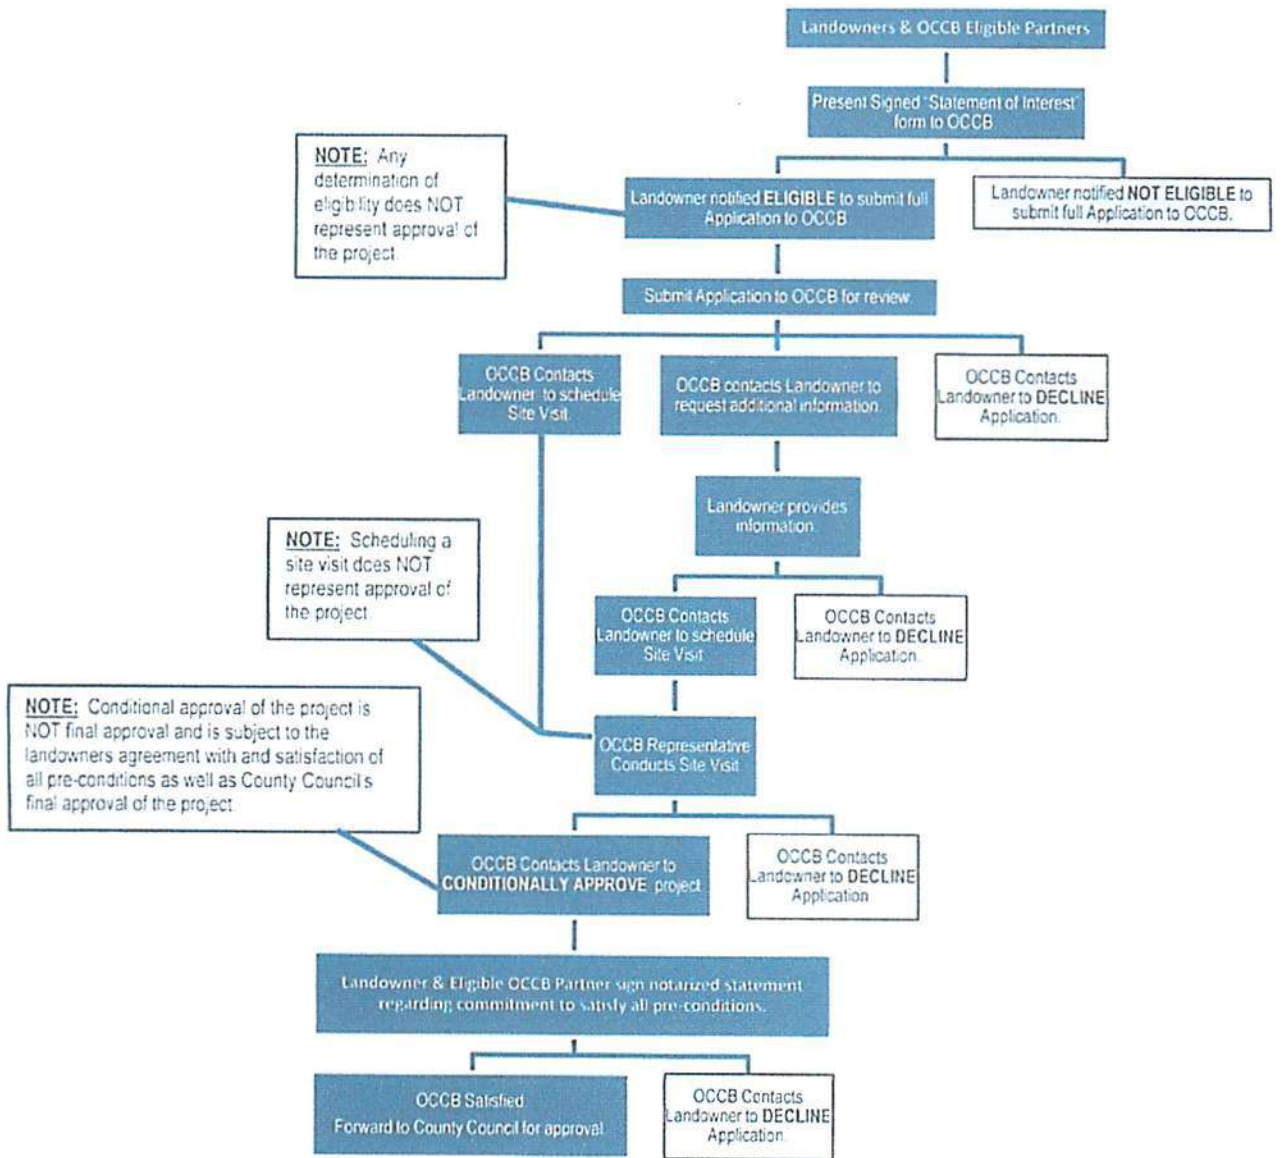 Landowners & OCCB Eligible Partners
Present Signed "Statement of Interest"
form to OCCB
NOTE: Any
determination of
eligibility does NOT
represent approval of
the project
Landowner notified ELIGIBLE to submit full
Application to OCCB
Landowner notified NOT ELIGIBLE to
submit full Application to OCCB.
Submit Application to OCCB for review.
OCCB Contacts
Landowner to schedule
Site Visit
OCCB contacts Landowner to
request additional information.
OCCB Contacts
Landowner to DECLINE
Application.
Landowner provides
information.
NOTE: Scheduling a
site visit does NOT
represent approval of
the project
OCCB Contacts
Landowner to schedule
Site Visit
OCCB Contacts
Landowner to DECLINE
Application.
NOTE: Conditional approval of the project is
NOT final approval and is subject to the
landowners agreement with and satisfaction of
all pre-conditions as well as County Council's
final approval of the project
OCCB Representative
Conducts Site Visit
OCCB Contacts Landowner to
CONDITIONALLY APPROVE project
OCCB Contacts
Landowner to DECLINE
Application
Landowner & Eligible OCCB Partner sign notarized statement
regarding commitment to satisfy all pre-conditions.
OCCB Satisfied
Forward to County Council for approval
OCCB Contacts
Landowner to DECLINE
Application.